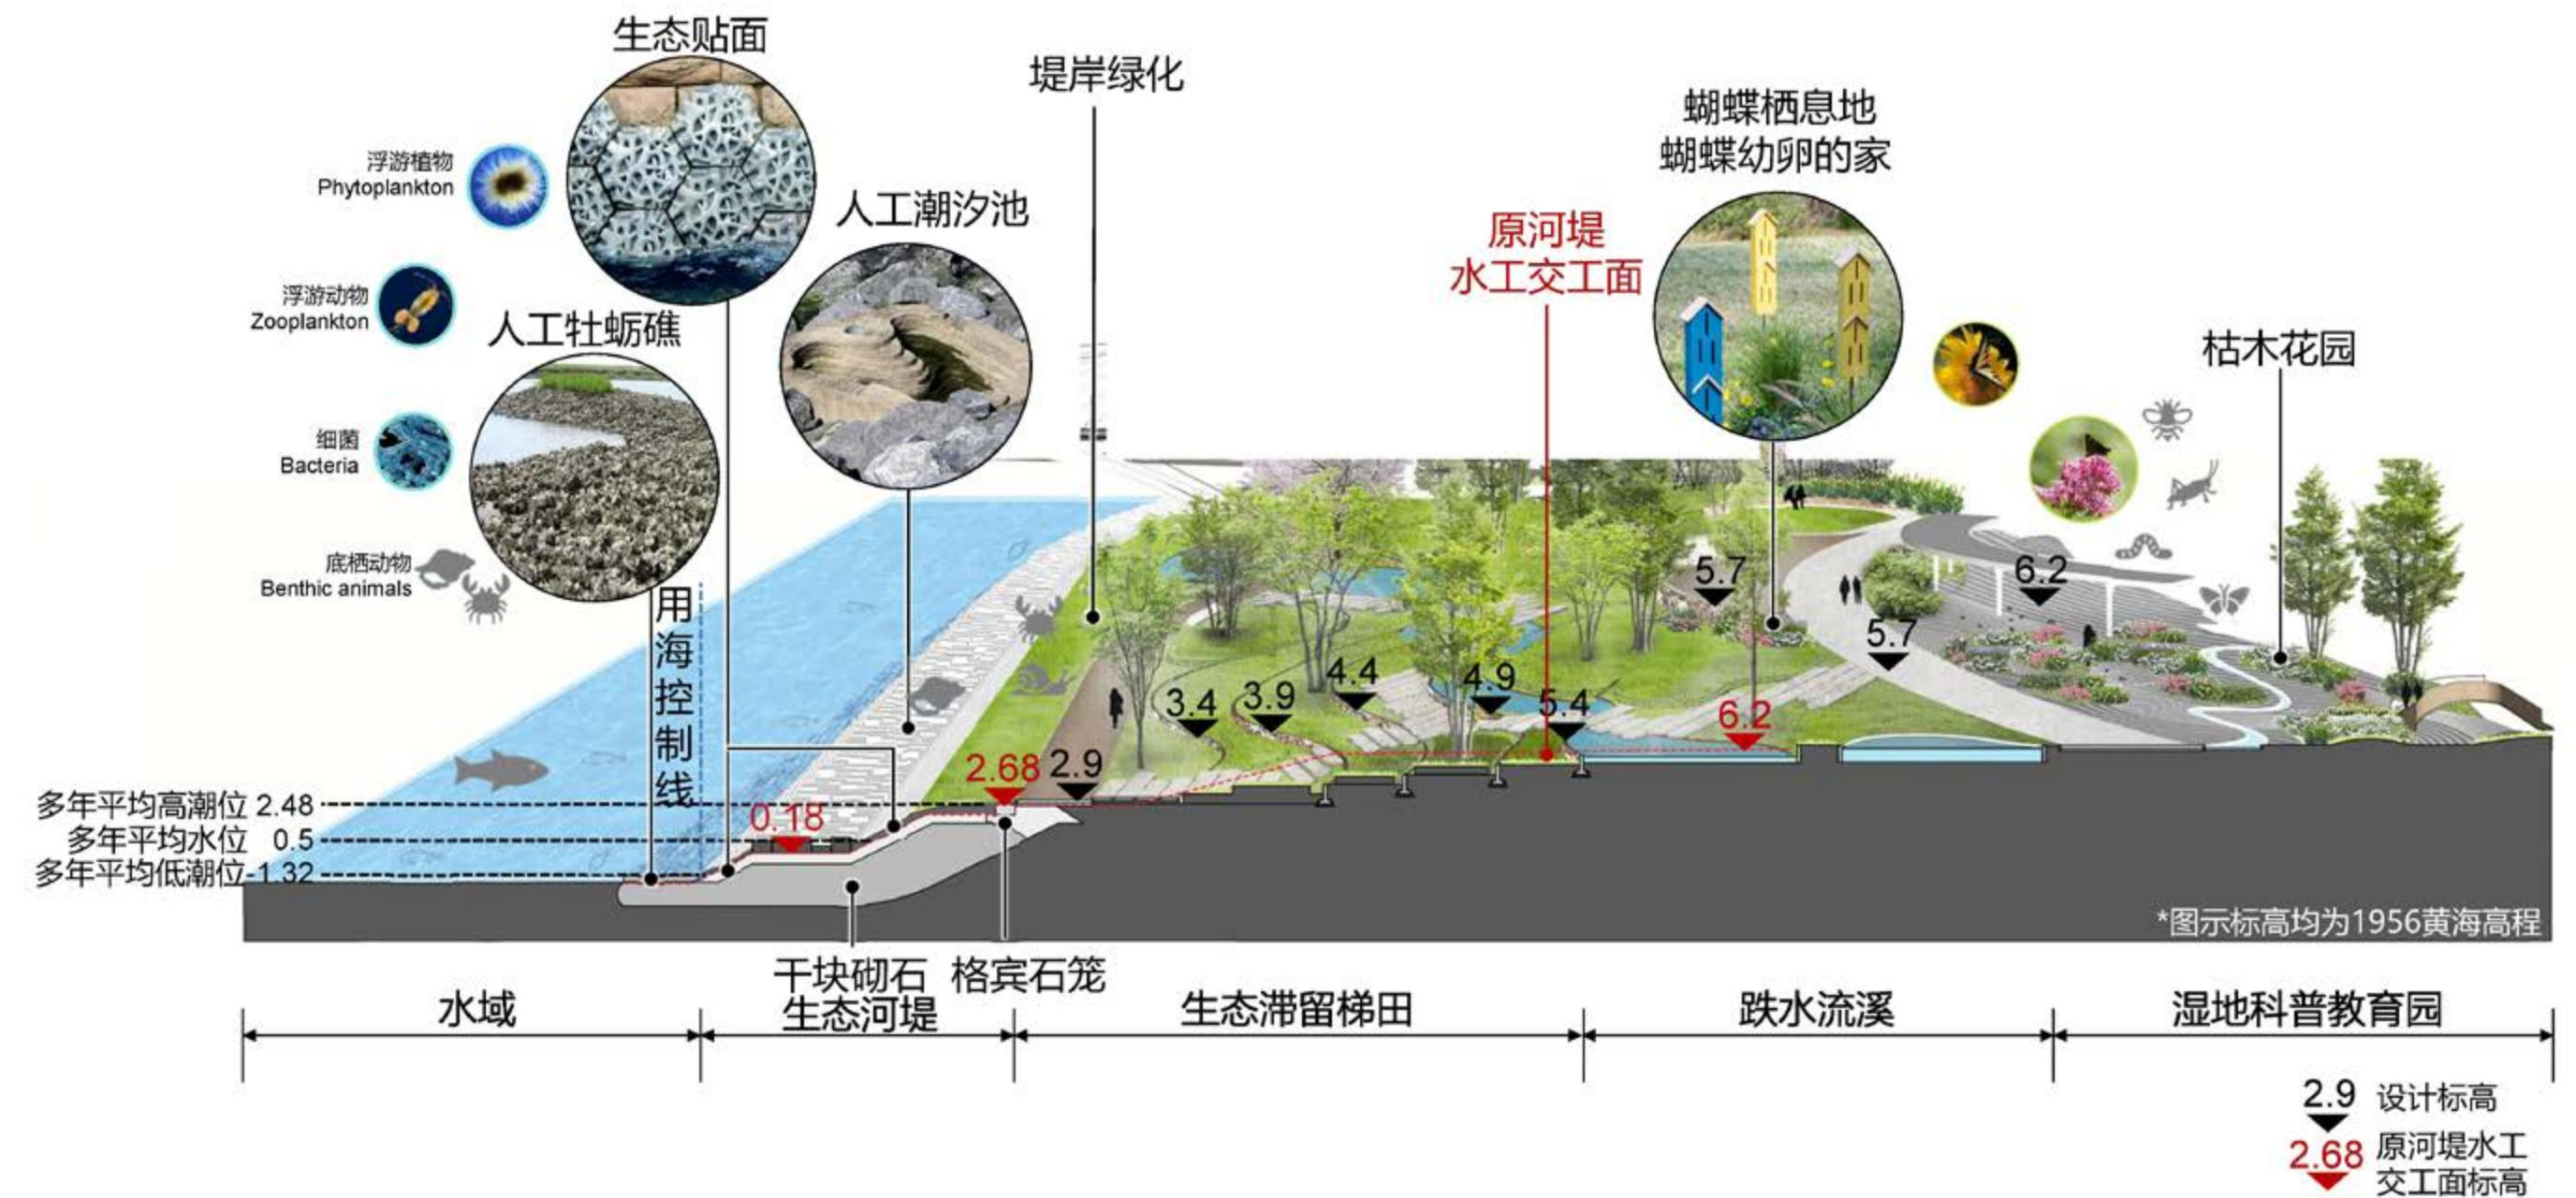 生态贴面
堤岸绿化
蝴蝶栖息地
蝴蝶幼卵的家
浮游植物
Phytoplankton
人工潮汐池
原河堤
水工交工面
浮游动物
Zooplankton
人工牡蛎礁
枯木花园
细菌
Bacteria
底栖动物
Benthic animals
用海控制线
5.7
6.2
5.7
4.4
4.9
3.9
3.4
5.4
6.2
2.68
2.9
0.18
多年平均高潮位 2.48
多年平均水位 0.5
多年平均低潮位-1.32
*图示标高均为1956黄海高程
干块砌石
格宾石笼
水域
生态河堤
生态滞留梯田
跌水流溪
湿地科普教育园
2.9 设计标高
2.68 原河堤水工
交工面标高